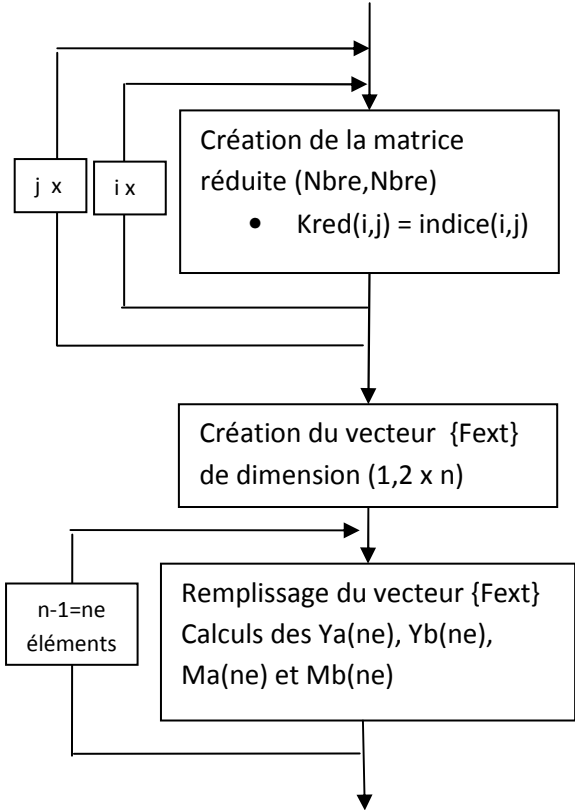 Création de la matrice
réduite (Nbre,Nbre)
• Kred(i,j) = indice(i,j)
j x
i x
Création du vecteur {Fext}
de dimension (1,2 x n)
n-1=ne
éléments
Remplissage du vecteur {Fext}
Calculs des Ya(ne), Yb(ne),
Ma(ne) et Mb(ne)